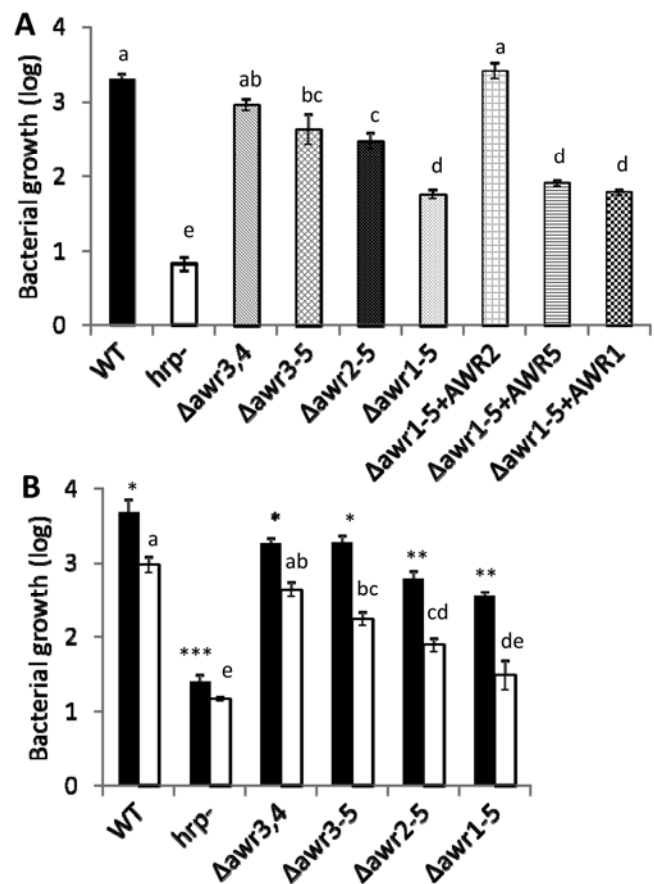 A
Bacterial growth (log)
4
3
2
1
0
a
e
ab
bc
c
d
a
d
d
WT
hrp-
Δawr3,4
Δawr3-5
Δawr2-5
Δawr1-5
Δawr1-5+AWR2
Δawr1-5+AWR5
Δawr1-5+AWR1
B
Bacterial growth (log)
4
3
2
1
0
*
a
***
e
*
ab
*
bc
**
cd
**
de
WT
hrp-
Δawr3,4
Δawr3-5
Δawr2-5
Δawr1-5